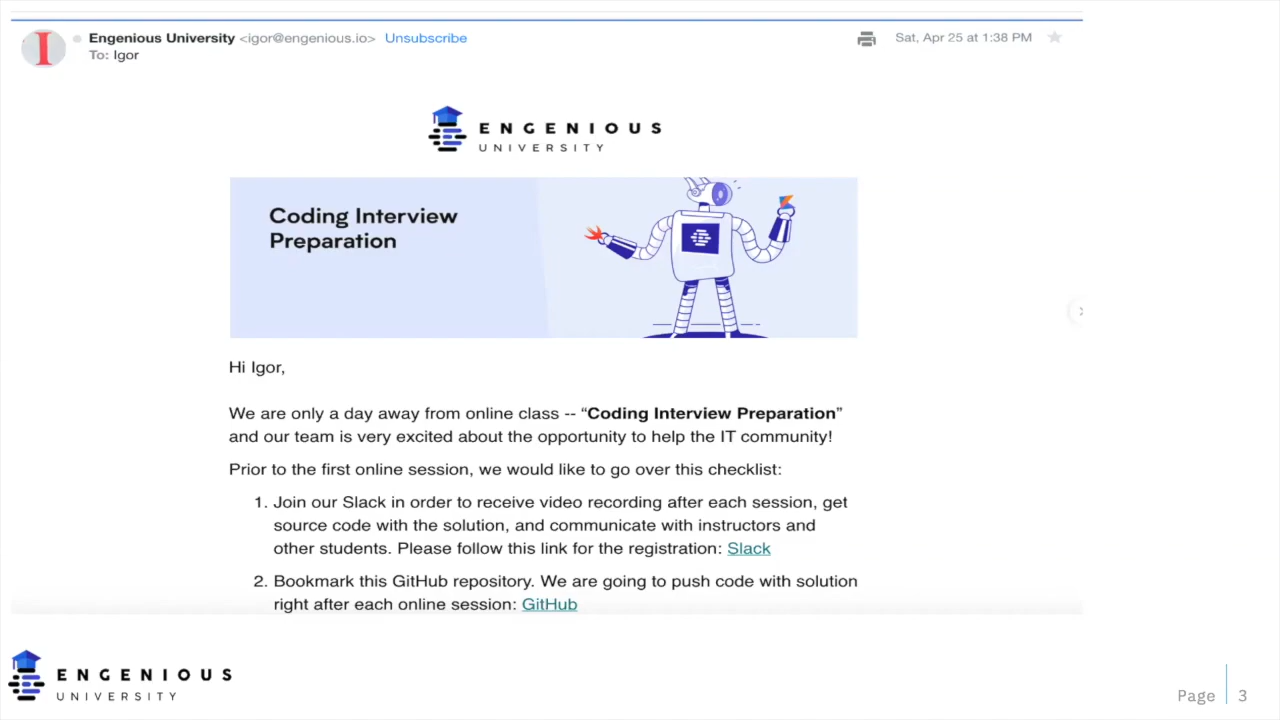 Engenious University <igor@engenious.io> Unsubscribe
Sat, Apr 25 at 1:38 PM
To: Igor
I
ENGENIOUS
UNIVERSITY
Coding Interview
Preparation
Hi Igor,
We are only a day away from online class -- “Coding Interview Preparation”
and our team is very excited about the opportunity to help the IT community!
Prior to the first online session, we would like to go over this checklist:
1. Join our Slack in order to receive video recording after each session, get
source code with the solution, and communicate with instructors and
other students. Please follow this link for the registration: Slack
2. Bookmark this GitHub repository. We are going to push code with solution
right after each online session: GitHub
ENGENIOUS
UNIVERSITY
Page 3